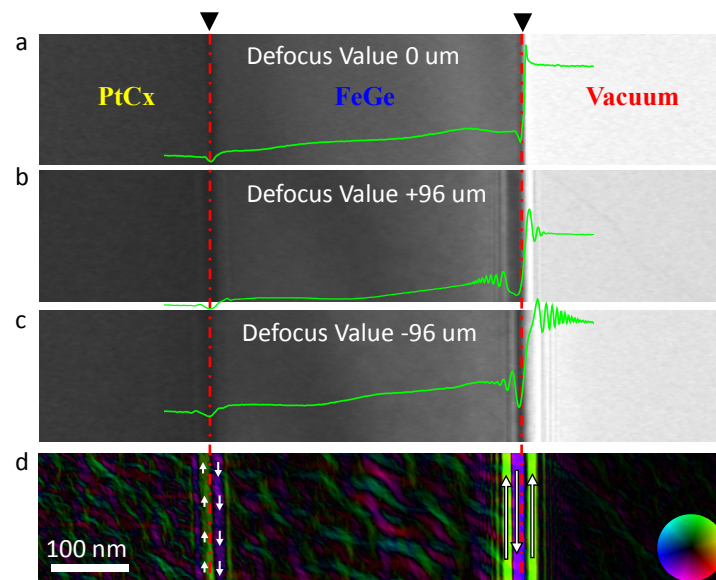 a
Defocus Value 0 um
PtCx
FeGe
Vacuum
b
Defocus Value +96 um
c
Defocus Value -96 um
d
100 nm